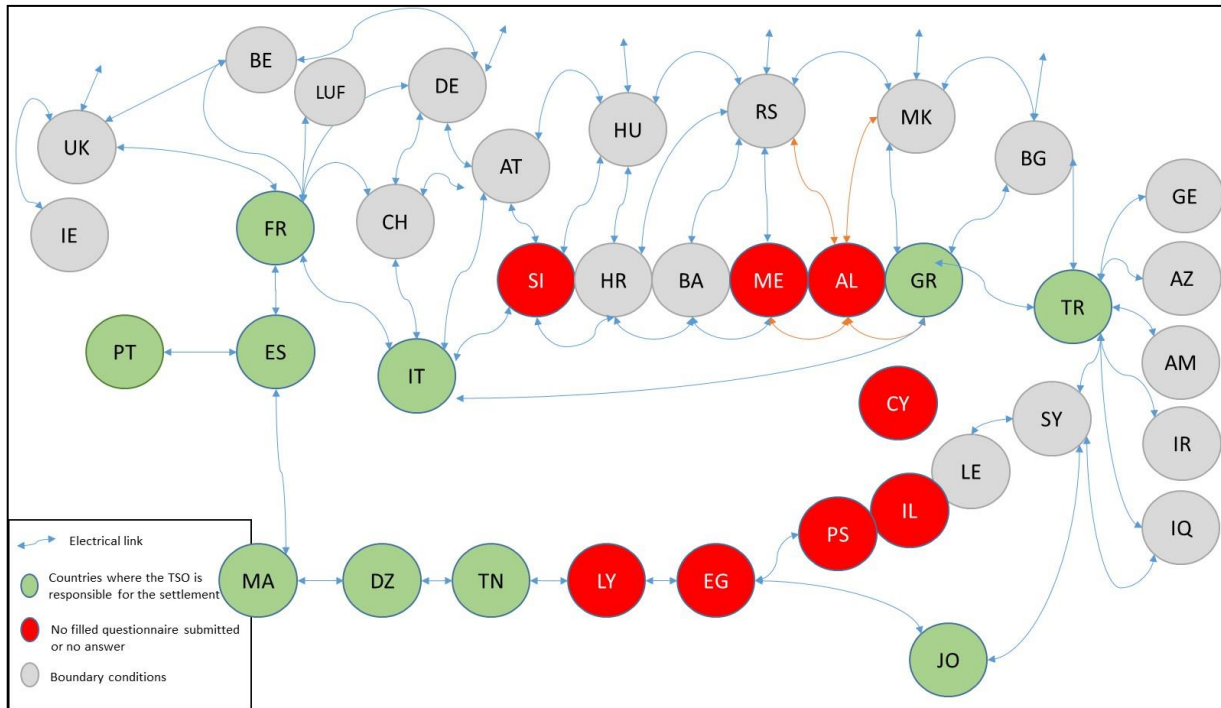 BE
DE
LUF
RS
MK
HU
UK
AT
BG
GE
IE
FR
CH
SI
HR
BA
ME
AL
GR
AZ
TR
PT
ES
IT
AM
CY
SY
IR
LE
IL
PS
IQ
Electrical link
MA
DZ
TN
LY
EG
Countries where the TSO is
responsible for the settlement
No filled questionnaire submitted
or no answer
JO
Boundary conditions